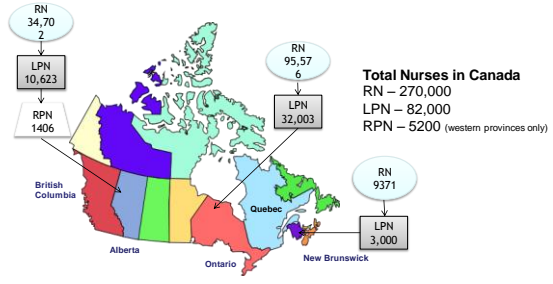 RN
34,70
2
LPN
10,623
RPN
1406
RN
95,57
6
LPN
32,003
Total Nurses in Canada
RN – 270,000
LPN – 82,000
RPN – 5200 (western provinces only)
RN
9371
LPN
3,000
British
Columbia
Alberta
Ontario
Quebec
New Brunswick